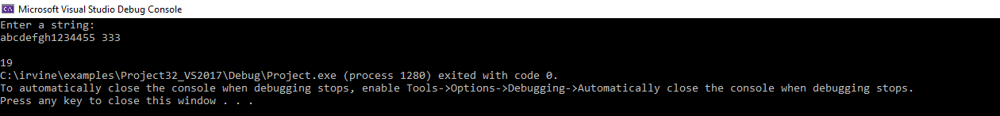 Microsoft Visual Studio Debug Console
Enter a string:
abcdefgh1234455 333
19
C:\irvine\examples\Project32_VS2017\Debug\Project.exe (process 1280) exited with code 0.
To automatically close the console when debugging stops, enable Tools->Options->Debugging->Automatically close the console when debugging stops.
Press any key to close this window . . .